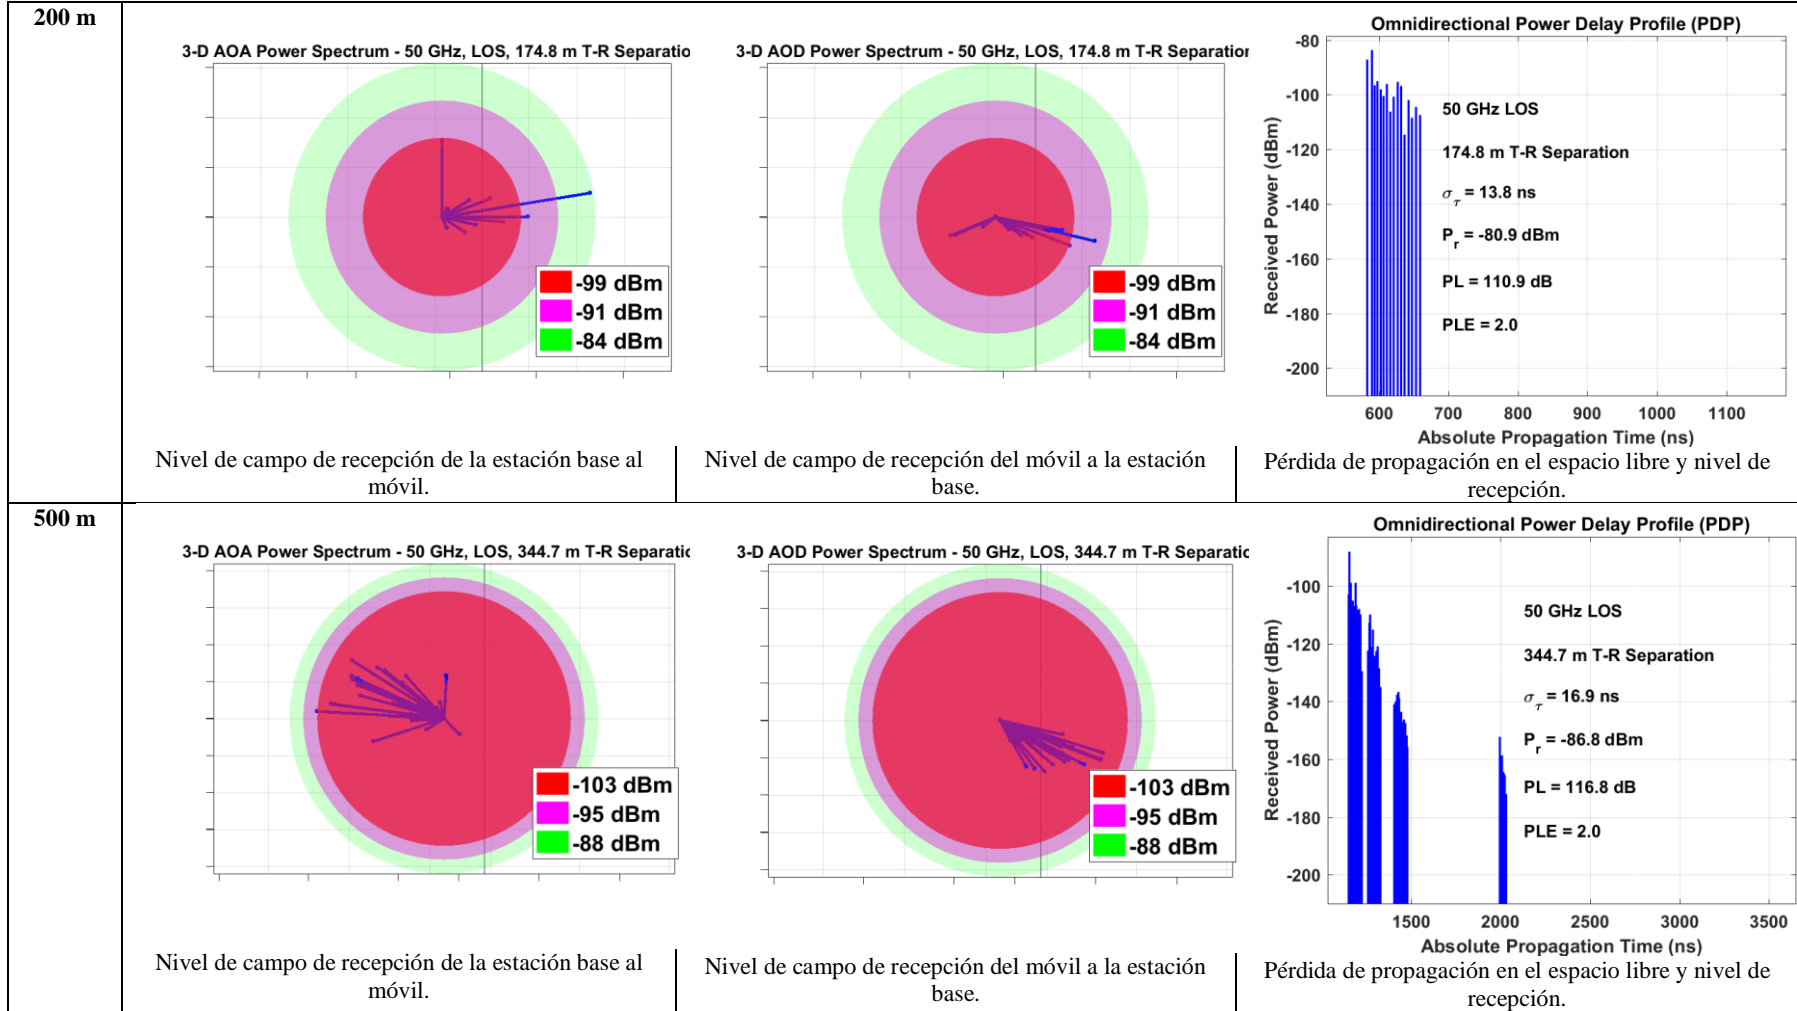 200 m
3-D AOA Power Spectrum - 50 GHz, LOS, 174.8 m T-R Separatio
-99 dBm
-91 dBm
-84 dBm
Nivel de campo de recepción de la estación base al
móvil.
3-D AOD Power Spectrum - 50 GHz, LOS, 174.8 m T-R Separation
-99 dBm
-91 dBm
-84 dBm
Nivel de campo de recepción del móvil a la estación
base.
Omnidirectional Power Delay Profile (PDP)
Received Power (dBm)
-80
-100
-120
-140
-160
-180
-200
50 GHz LOS
174.8 m T-R Separation
στ = 13.8 ns
Pr = -80.9 dBm
PL = 110.9 dB
PLE = 2.0
600 700 800 900 1000 1100
Absolute Propagation Time (ns)
Pérdida de propagación en el espacio libre y nivel de
recepción.
500 m
3-D AOA Power Spectrum - 50 GHz, LOS, 344.7 m T-R Separatio
-103 dBm
-95 dBm
-88 dBm
Nivel de campo de recepción de la estación base al
móvil.
3-D AOD Power Spectrum - 50 GHz, LOS, 344.7 m T-R Separatio
-103 dBm
-95 dBm
-88 dBm
Nivel de campo de recepción del móvil a la estación
base.
Omnidirectional Power Delay Profile (PDP)
Received Power (dBm)
-100
-120
-140
-160
-180
-200
50 GHz LOS
344.7 m T-R Separation
στ = 16.9 ns
Pr = -86.8 dBm
PL = 116.8 dB
PLE = 2.0
1500 2000 2500 3000 3500
Absolute Propagation Time (ns)
Pérdida de propagación en el espacio libre y nivel de
recepción.